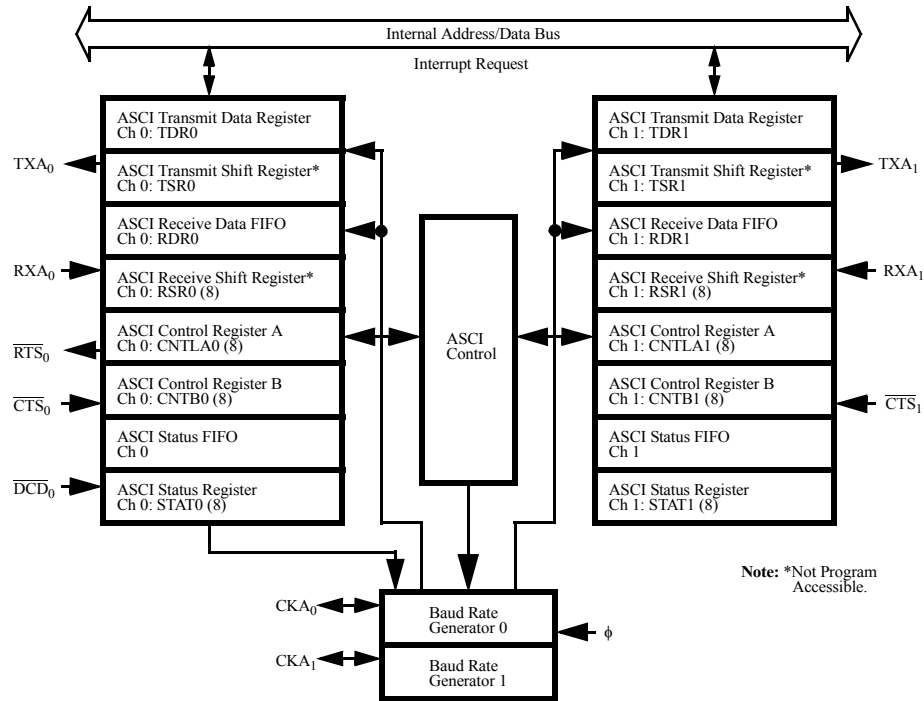 Internal Address/Data Bus
Interrupt Request
ASCI Transmit Data Register
Ch 0: TDR0
ASCI Transmit Shift Register*
Ch 0: TSR0
ASCI Receive Data FIFO
Ch 0: RDR0
ASCI Receive Shift Register*
Ch 0: RSR0 (8)
ASCI Control Register A
Ch 0: CNTLA0 (8)
ASCI Control Register B
Ch 0: CNTB0 (8)
ASCI Status FIFO
Ch 0
ASCI Status Register
Ch 0: STAT0 (8)
TXA0
RXA0
RTS0
CTS0
DCD0
ASCI
Control
ASCI Transmit Data Register
Ch 1: TDR1
ASCI Transmit Shift Register*
Ch 1: TSR1
ASCI Receive Data FIFO
Ch 1: RDR1
ASCI Receive Shift Register*
Ch 1: RSR1 (8)
ASCI Control Register A
Ch 1: CNTLA1 (8)
ASCI Control Register B
Ch 1: CNTB1 (8)
ASCI Status FIFO
Ch 1
ASCI Status Register
Ch 1: STAT1 (8)
TXA1
RXA1
CTS1
Note: *Not Program
Accessible.
CKA0
CKA1
Baud Rate
Generator 0
Baud Rate
Generator 1
ϕ